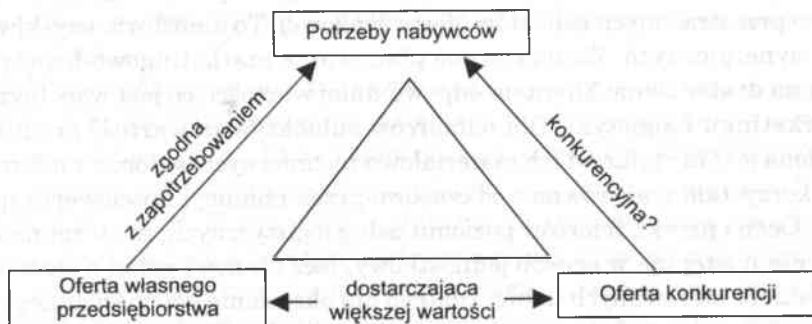 Potrzeby nabywców
zgodna
z zapotrzebowaniem
konkurencyjna?
Oferta własnego
przedsiębiorstwa
dostarczająca
większej wartości
Oferta konkurencji